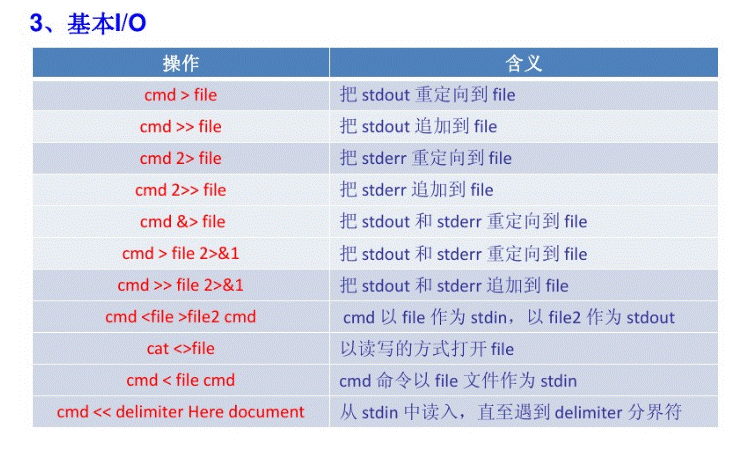 3、基本I/O
操作 含义
cmd > file 把 stdout 重定向到 file
cmd >> file 把 stdout 追加到 file
cmd 2> file 把 stderr 重定向到 file
cmd 2>> file 把 stderr 追加到 file
cmd &> file 把 stdout 和 stderr 重定向到 file
cmd > file 2>&1 把 stdout 和 stderr 重定向到 file
cmd >> file 2>&1 把 stdout 和 stderr 追加到 file
cmd <file >file2 cmd cmd 以 file 作为 stdin，以 file2 作为 stdout
cat <>file 以读写的方式打开 file
cmd < file cmd cmd 命令以 file 文件作为 stdin
cmd << delimiter Here document 从 stdin 中读入，直至遇到 delimiter 分界符